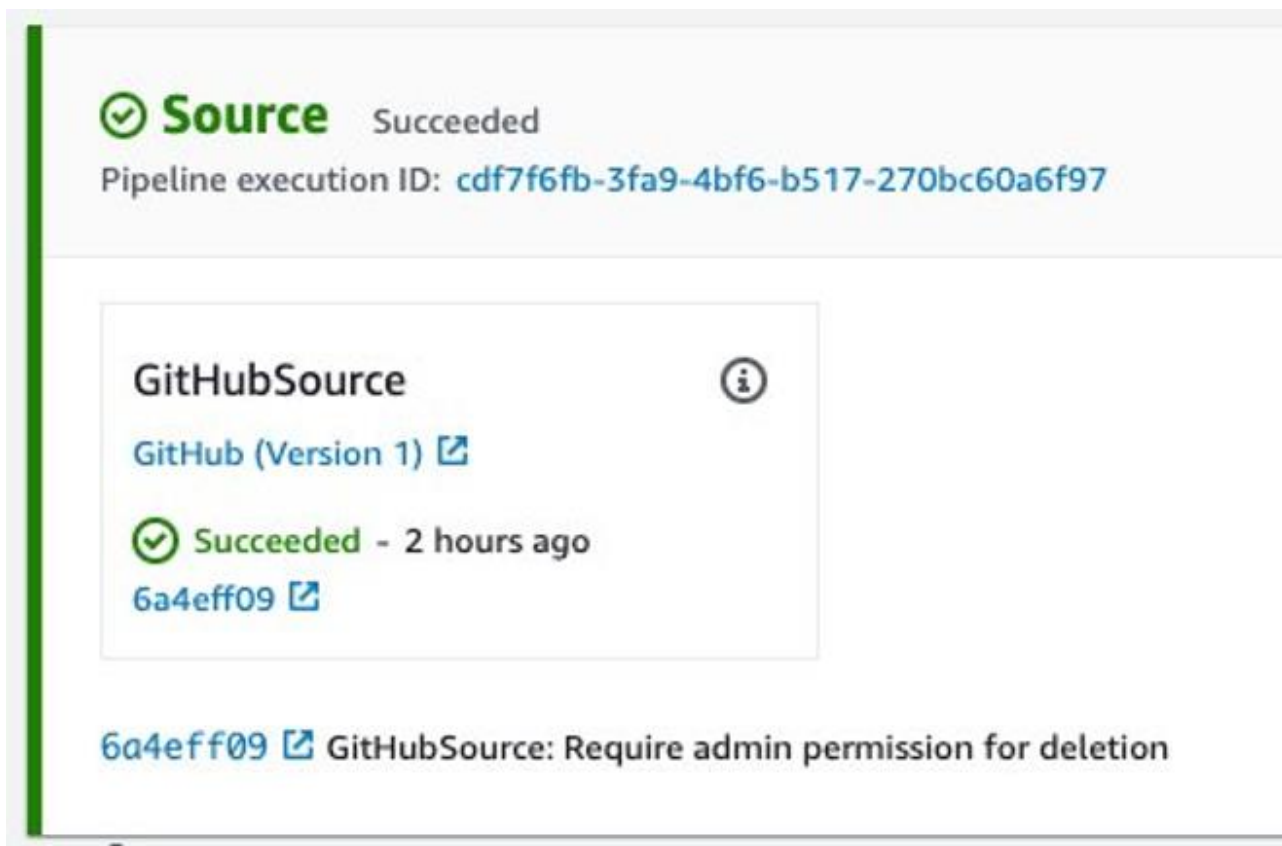 Source Succeeded
Pipeline execution ID: cdf7f6fb-3fa9-4bf6-b517-270bc60a6f97
GitHubSource
GitHub (Version 1)
Succeeded - 2 hours ago
6a4eff09
6a4eff09 GitHubSource: Require admin permission for deletion